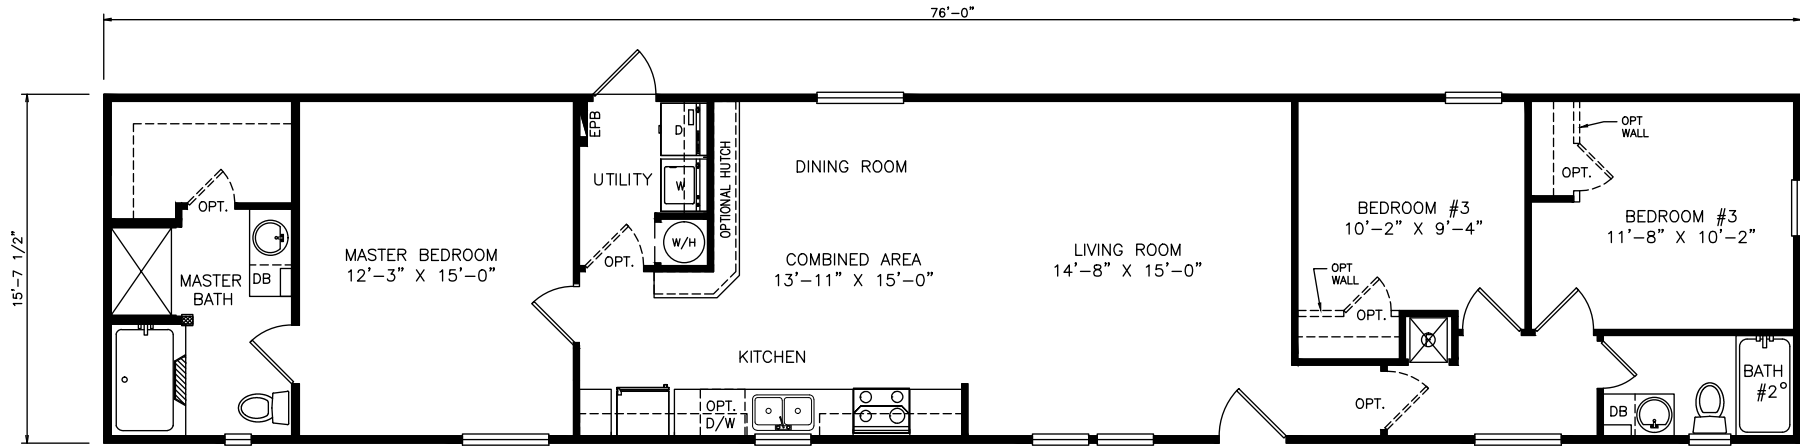 76'-0"
15'-7 1/2"
OPT.
DB
MASTER
BATH
MASTER BEDROOM
12'-3" X 15'-0"
EPB
UTILITY
D
W
W/H
OPT.
OPTIONAL HUTCH
DINING ROOM
COMBINED AREA
13'-11" X 15'-0"
KITCHEN
OPT.
D/W
LIVING ROOM
14'-8" X 15'-0"
BEDROOM #3
10'-2" X 9'-4"
OPT
WALL
OPT.
OPT.
OPT
WALL
OPT.
BEDROOM #3
11'-8" X 10'-2"
DB
BATH
#2